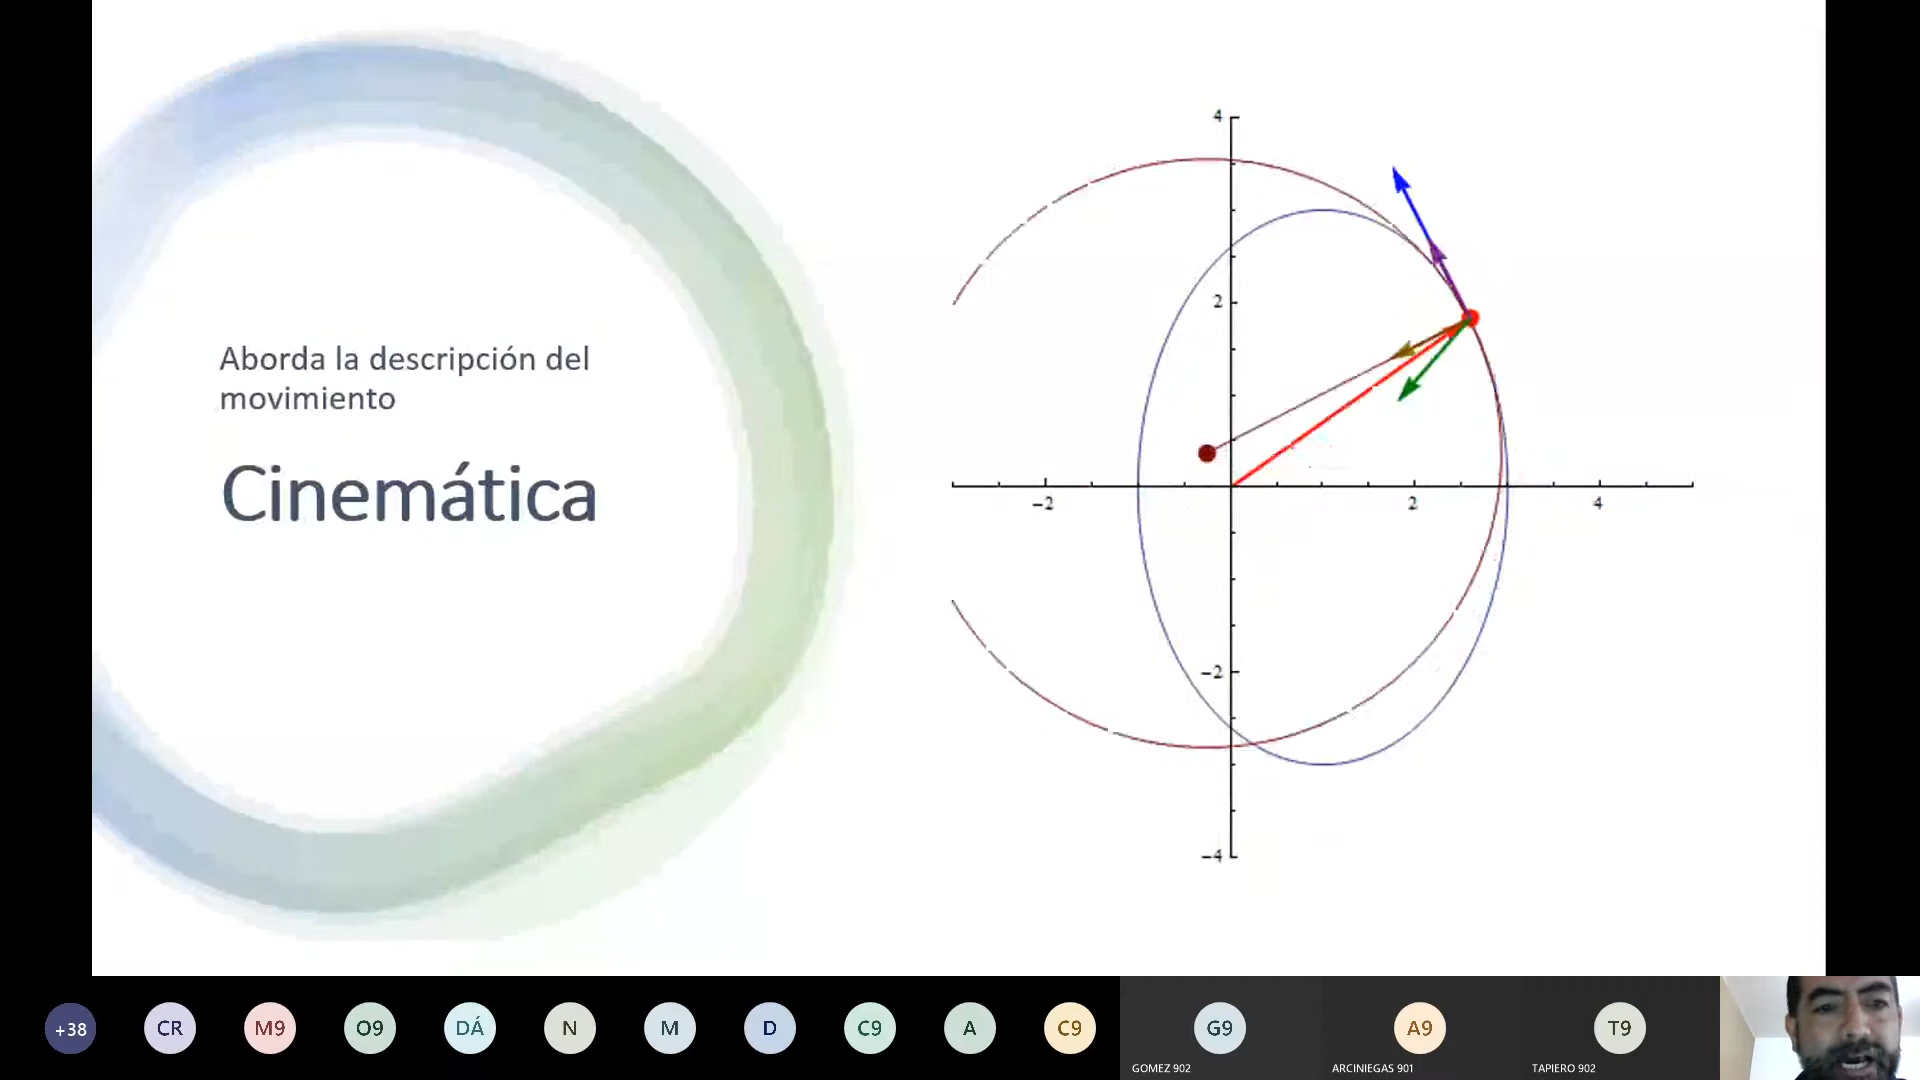 Aborda la descripción del
movimiento
Cinemática
4
2
−2
2
4
−2
−4
+38
CR
M9
O9
DÁ
N
M
D
C9
A
C9
G9
A9
T9
GOMEZ 902
ARCINIEGAS 901
TAPIERO 902